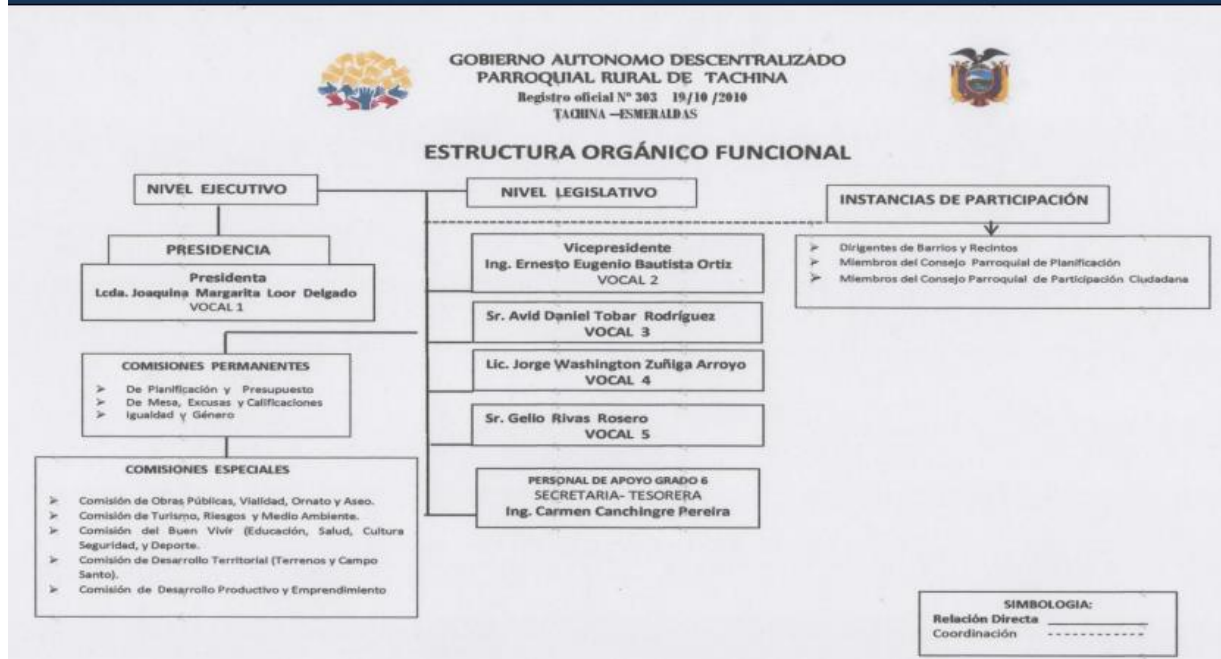 GOBIERNO AUTONOMO DESCENTRALIZADO
PARROQUIAL RURAL DE TACHINA
Registro oficial Nº 303 19/10 /2010
TACHINA –ESMERALDAS
ESTRUCTURA ORGÁNICO FUNCIONAL
NIVEL EJECUTIVO
PRESIDENCIA
Presidenta
Lcda. Joaquina Margarita Loor Delgado
VOCAL 1
COMISIONES PERMANENTES
➢ De Planificación y Presupuesto
➢ De Mesa, Excusas y Calificaciones
➢ Igualdad y Género
COMISIONES ESPECIALES
➢ Comisión de Obras Públicas, Vialidad, Ornato y Aseo.
➢ Comisión de Turismo, Riesgos y Medio Ambiente.
➢ Comisión del Buen Vivir (Educación, Salud, Cultura
Seguridad, y Deporte.
➢ Comisión de Desarrollo Territorial (Terrenos y Campo
Santo).
➢ Comisión de Desarrollo Productivo y Emprendimiento
NIVEL LEGISLATIVO
Vicepresidente
Ing. Ernesto Eugenio Bautista Ortiz
VOCAL 2
Sr. Avid Daniel Tobar Rodríguez
VOCAL 3
Lic. Jorge Washington Zuñiga Arroyo
VOCAL 4
Sr. Gelio Rivas Rosero
VOCAL 5
PERSONAL DE APOYO GRADO 6
SECRETARIA- TESORERA
Ing. Carmen Canchingre Pereira
INSTANCIAS DE PARTICIPACIÓN
➢ Dirigentes de Barrios y Recintos
➢ Miembros del Consejo Parroquial de Planificación
➢ Miembros del Consejo Parroquial de Participación Ciudadana
SIMBOLOGIA:
Relación Directa
Coordinación